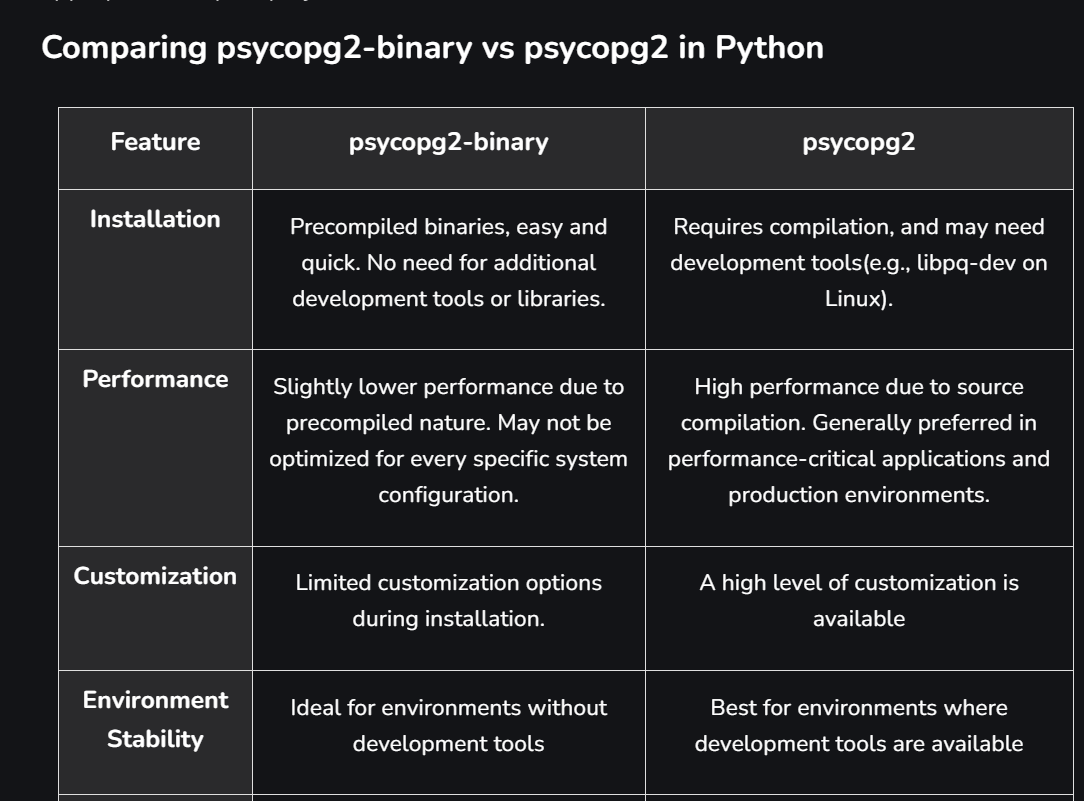 Comparing psycopg2-binary vs psycopg2 in Python
Feature
psycopg2-binary
psycopg2
Installation
Precompiled binaries, easy and
quick. No need for additional
development tools or libraries.
Requires compilation, and may need
development tools(e.g., libpq-dev on
Linux).
Performance
Slightly lower performance due to
precompiled nature. May not be
optimized for every specific system
configuration.
High performance due to source
compilation. Generally preferred in
performance-critical applications and
production environments.
Customization
Limited customization options
during installation.
A high level of customization is
available
Environment
Stability
Ideal for environments without
development tools
Best for environments where
development tools are available